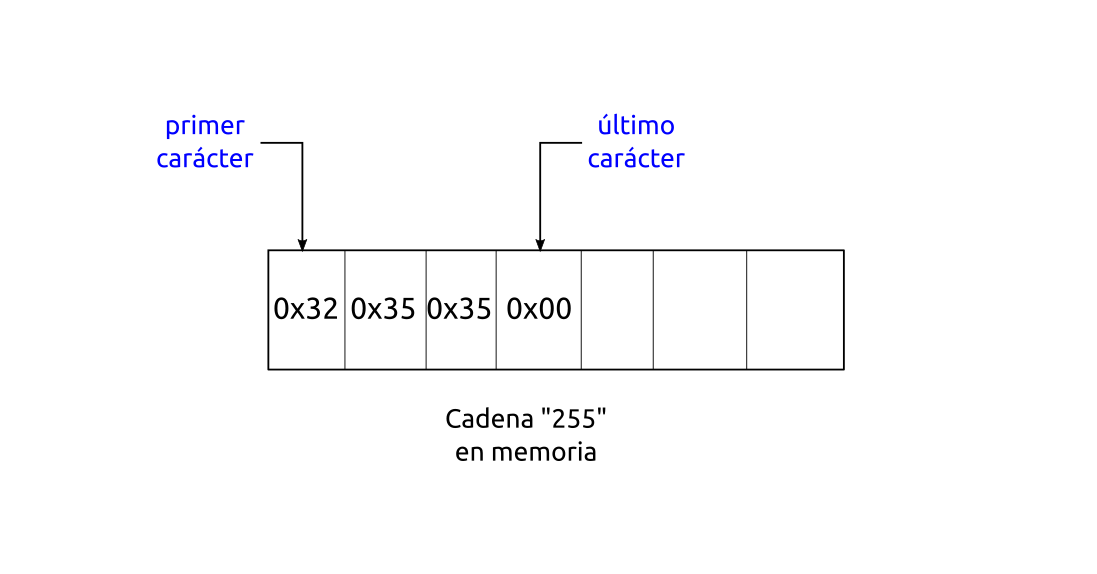 primer
carácter
último
carácter
0x32 0x35 0x35 0x00
Cadena "255"
en memoria